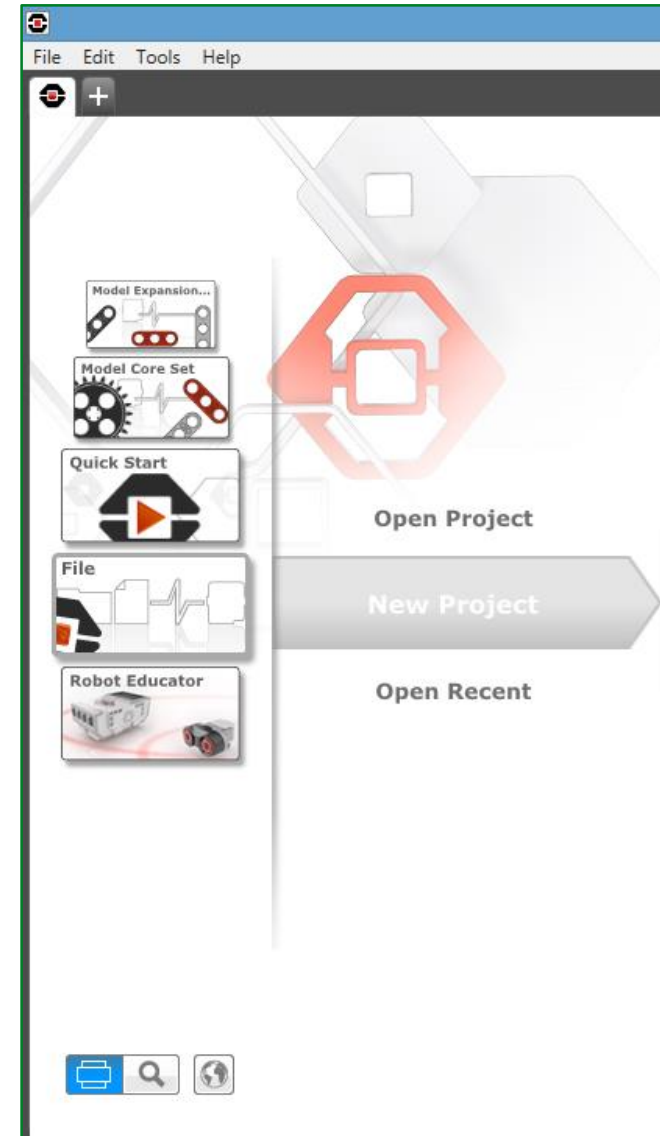 File Edit Tools Help
Model Expansion...
Model Core Set
Quick Start
File
Robot Educator
Open Project
New Project
Open Recent